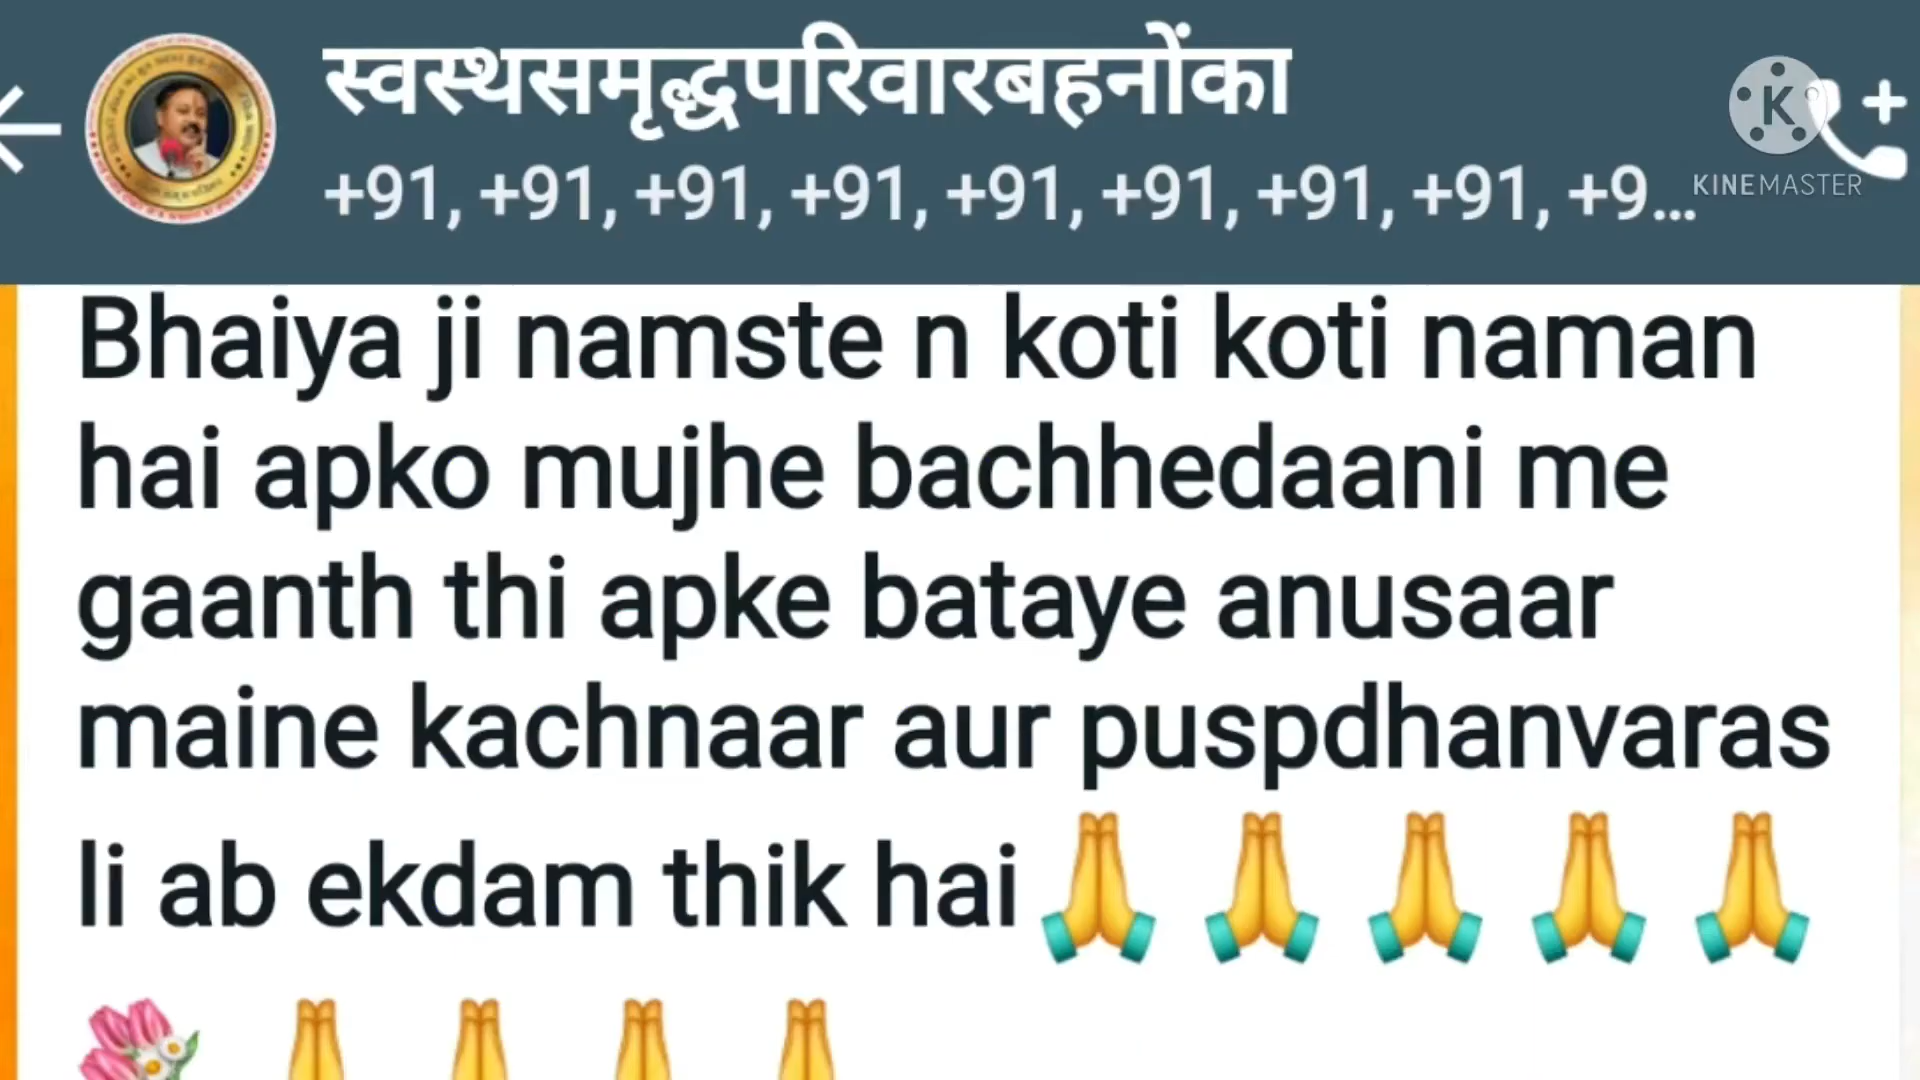 स्वस्थसमृद्धपरिवारबहनोंका
+91, +91, +91, +91, +91, +91, +91, +91, +9...
KINEMASTER
Bhaiya ji namste n koti koti naman
hai apko mujhe bachhedaani me
gaanth thi apke bataye anusaar
maine kachnaar aur puspdhanvaras
li ab ekdam thik hai🙏🙏🙏🙏🙏
💐🙏🙏🙏🙏